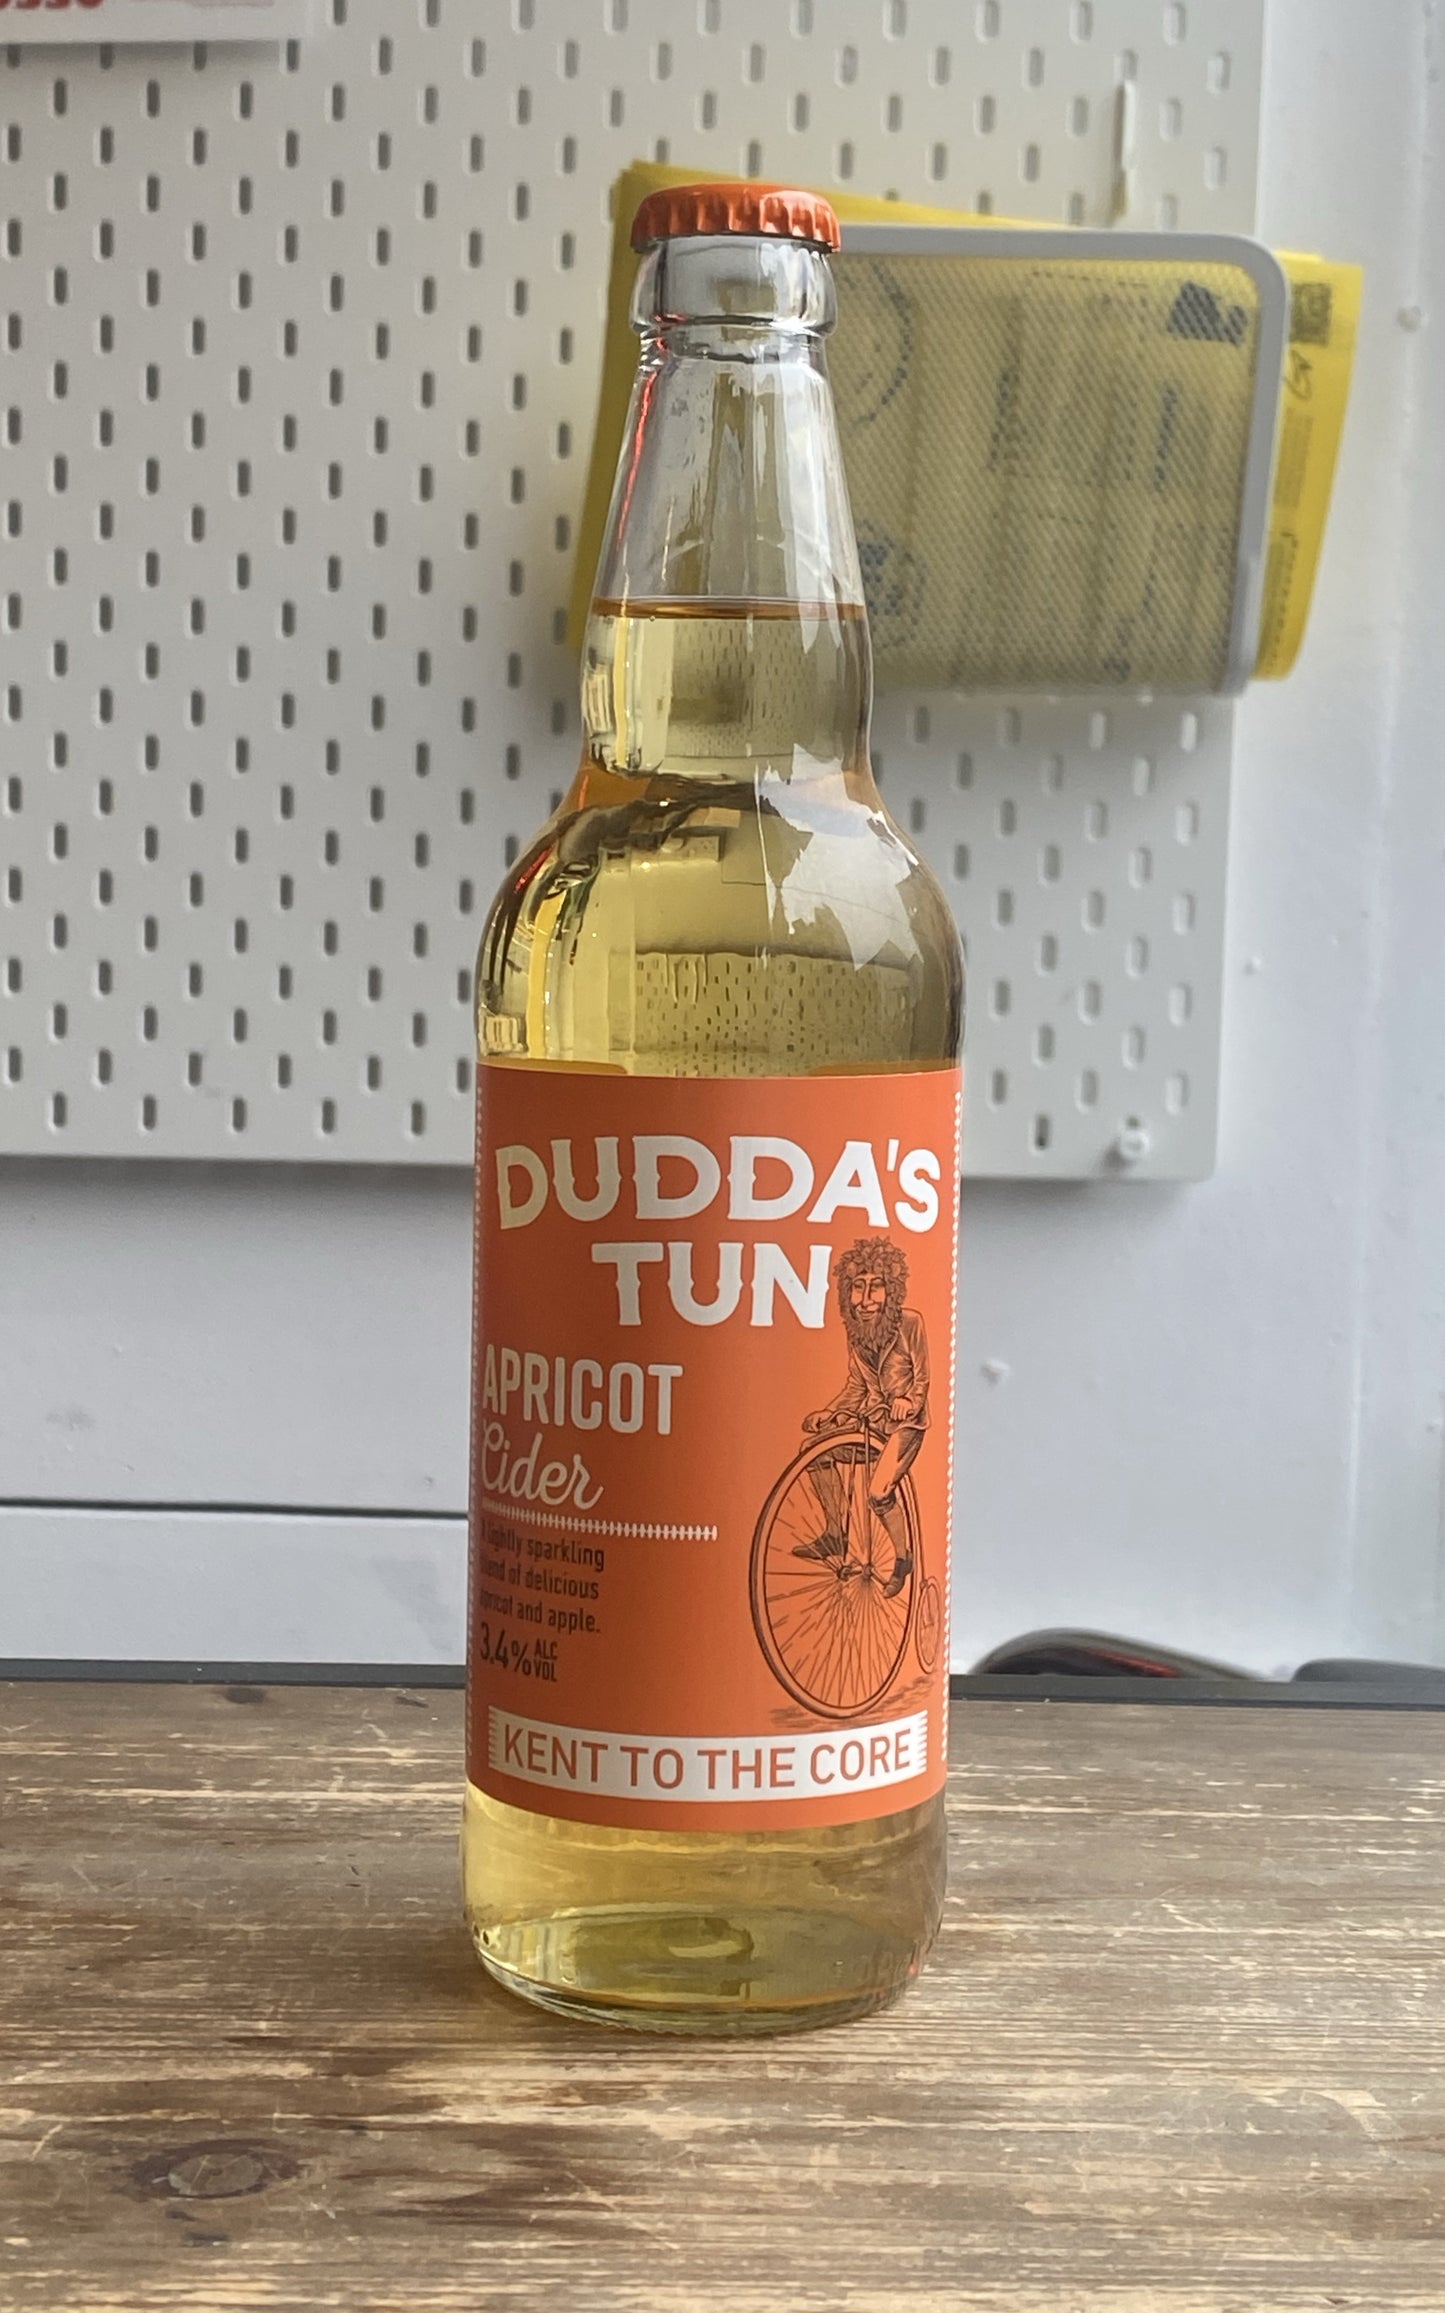 DUDDA'S
TUN
APRICOT
Cider
A lightly sparkling
blend of delicious
apricot and apple.
3.4% ALC
VOL
KENT TO THE CORE